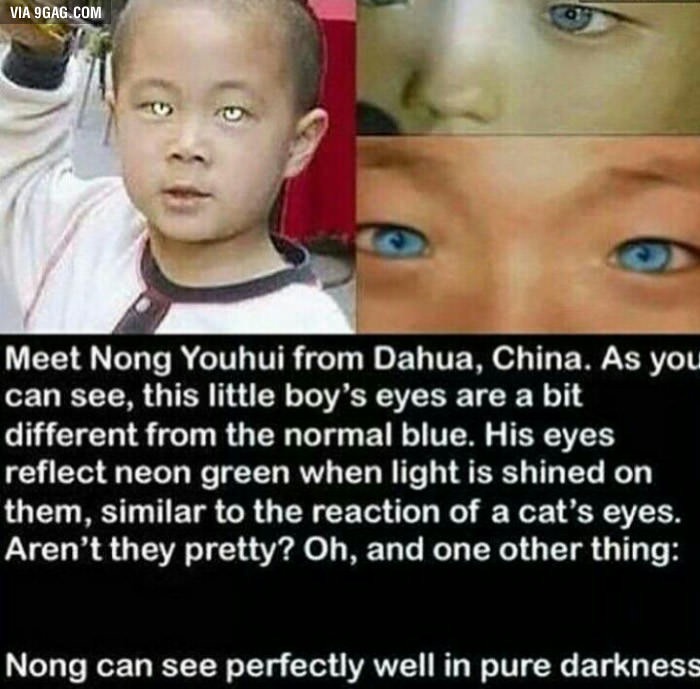 VIA 9GAG.COM
Meet Nong Youhui from Dahua, China. As you
can see, this little boy's eyes are a bit
different from the normal blue. His eyes
reflect neon green when light is shined on
them, similar to the reaction of a cat's eyes.
Aren't they pretty? Oh, and one other thing:
Nong can see perfectly well in pure darkness